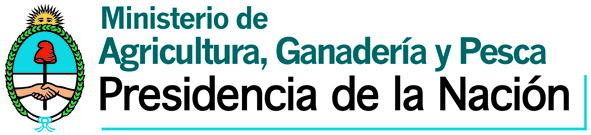 Ministerio de
Agricultura, Ganadería y Pesca
Presidencia de la Nación